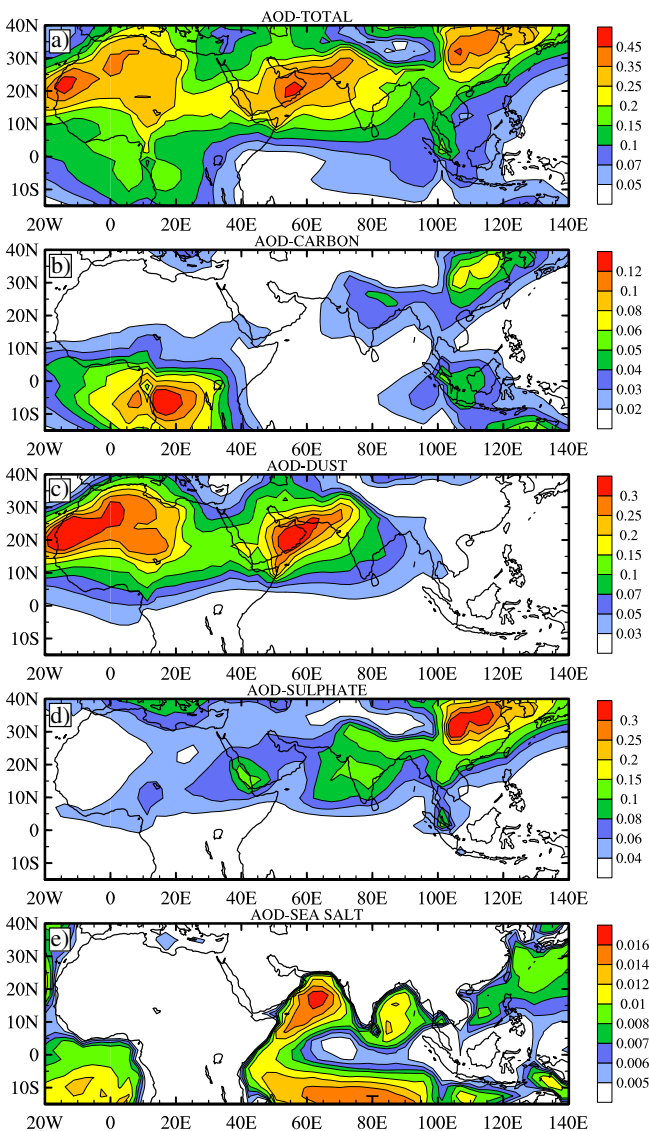 AOD-TOTAL
a)
40N
30N
20N
10N
0
10S
20W 0 20E 40E 60E 80E 100E 120E 140E
0.45
0.35
0.25
0.2
0.15
0.1
0.07
0.05
AOD-CARBON
b)
40N
30N
20N
10N
0
10S
20W 0 20E 40E 60E 80E 100E 120E 140E
0.12
0.1
0.08
0.06
0.05
0.04
0.03
0.02
AOD-DUST
c)
40N
30N
20N
10N
0
10S
20W 0 20E 40E 60E 80E 100E 120E 140E
0.3
0.25
0.2
0.15
0.1
0.07
0.05
0.03
AOD-SULPHATE
d)
40N
30N
20N
10N
0
10S
20W 0 20E 40E 60E 80E 100E 120E 140E
0.3
0.25
0.2
0.15
0.1
0.08
0.06
0.04
AOD-SEA SALT
e)
40N
30N
20N
10N
0
10S
20W 0 20E 40E 60E 80E 100E 120E 140E
0.016
0.014
0.012
0.01
0.008
0.007
0.006
0.005